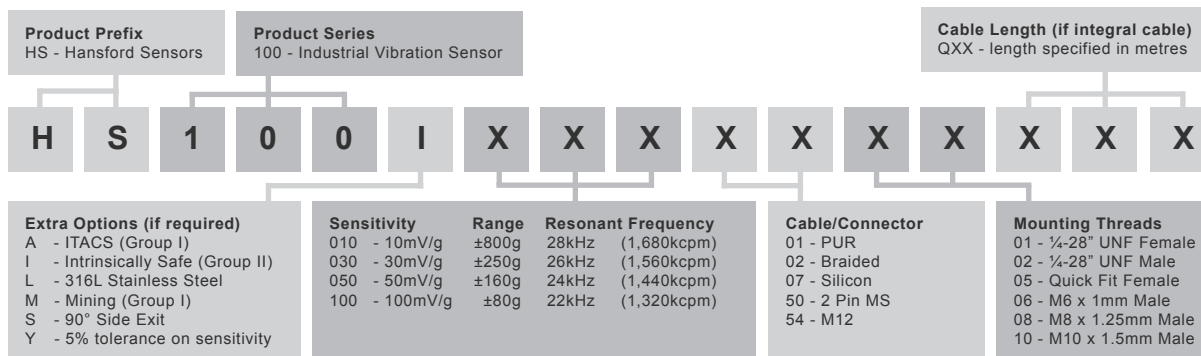 Product Prefix
HS - Hansford Sensors
Product Series
100 - Industrial Vibration Sensor
Cable Length (if integral cable)
QXX - length specified in metres
H S 1 0 0 I X X X X X X X X X X
Extra Options (if required)
A - ITACS (Group I)
I - Intrinsically Safe (Group II)
L - 316L Stainless Steel
M - Mining (Group I)
S - 90° Side Exit
Y - 5% tolerance on sensitivity
Sensitivity Range Resonant Frequency
010 - 10mV/g ±800g 28kHz (1,680kcpm)
030 - 30mV/g ±250g 26kHz (1,560kcpm)
050 - 50mV/g ±160g 24kHz (1,440kcpm)
100 - 100mV/g ±80g 22kHz (1,320kcpm)
Cable/Connector
01 - PUR
02 - Braided
07 - Silicon
50 - 2 Pin MS
54 - M12
Mounting Threads
01 - ¼-28” UNF Female
02 - ¼-28” UNF Male
05 - Quick Fit Female
06 - M6 x 1mm Male
08 - M8 x 1.25mm Male
10 - M10 x 1.5mm Male